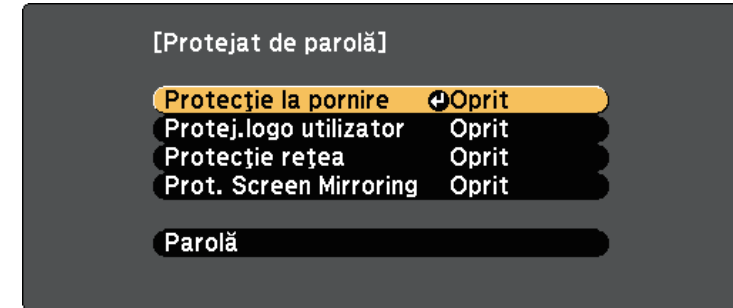 [Protejat de parolă]
Protecţie la pornire Oprit
Protej.logo utilizator Oprit
Protecţie reţea Oprit
Prot. Screen Mirroring Oprit
Parolă